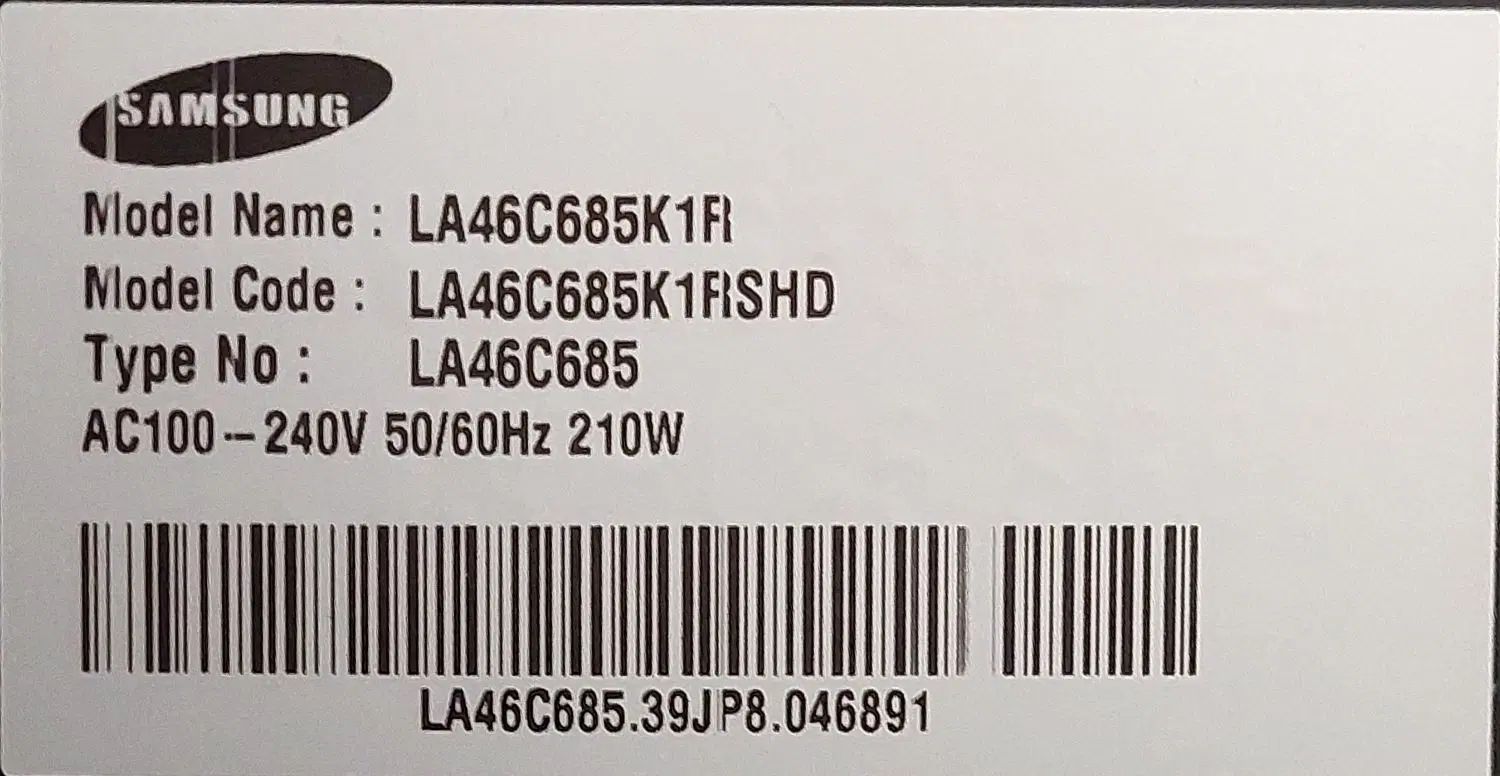 SAMSUNG
Model Name : LA46C685K1R
Model Code : LA46C685K1RSHD
Type No : LA46C685
AC100-240V 50/60Hz 210W
LA46C685.39JP8.046891